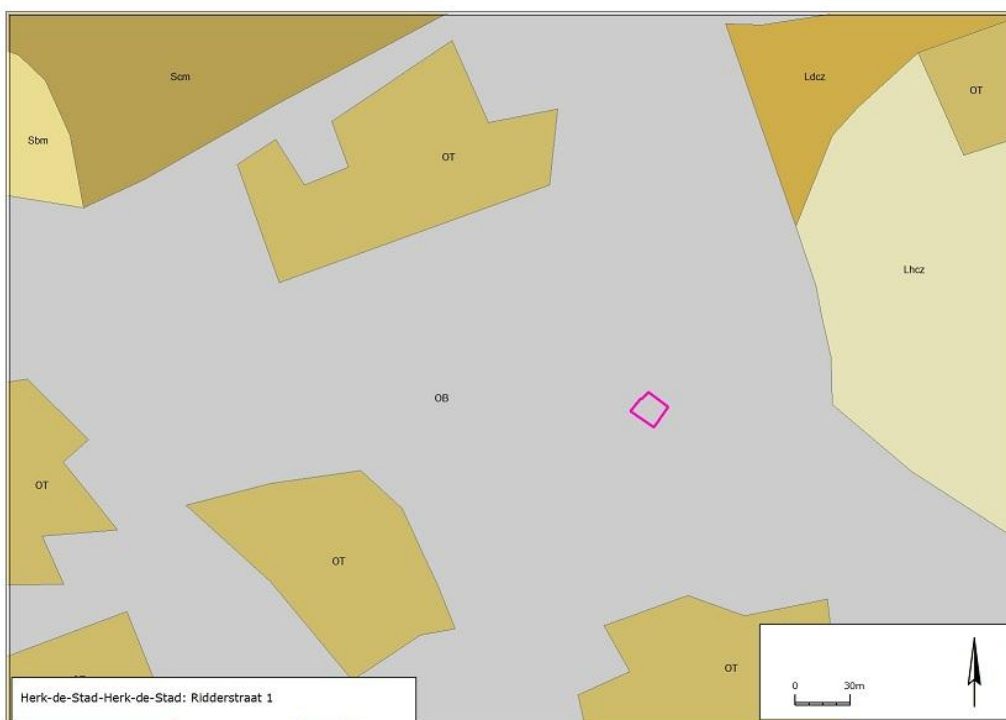 Scm
Ldcz
OT
Sbm
OT
Lhcz
OB
OT
OT
OT
0 30m
Herk-de-Stad-Herk-de-Stad: Ridderstraat 1